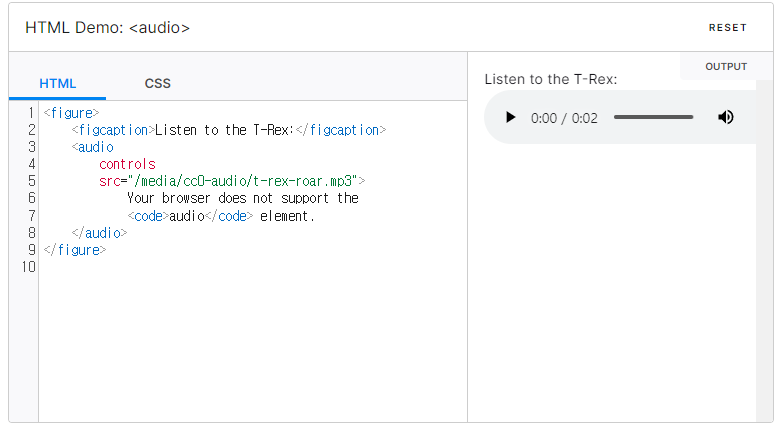 HTML Demo: <audio>
RESET
HTML
CSS
1 <figure>
2 <figcaption>Listen to the T-Rex:</figcaption>
3 <audio
4 controls
5 src="/media/cc0-audio/t-rex-roar.mp3">
6 Your browser does not support the
7 <code>audio</code> element.
8 </audio>
9 </figure>
10
OUTPUT
Listen to the T-Rex:
0:00 / 0:02